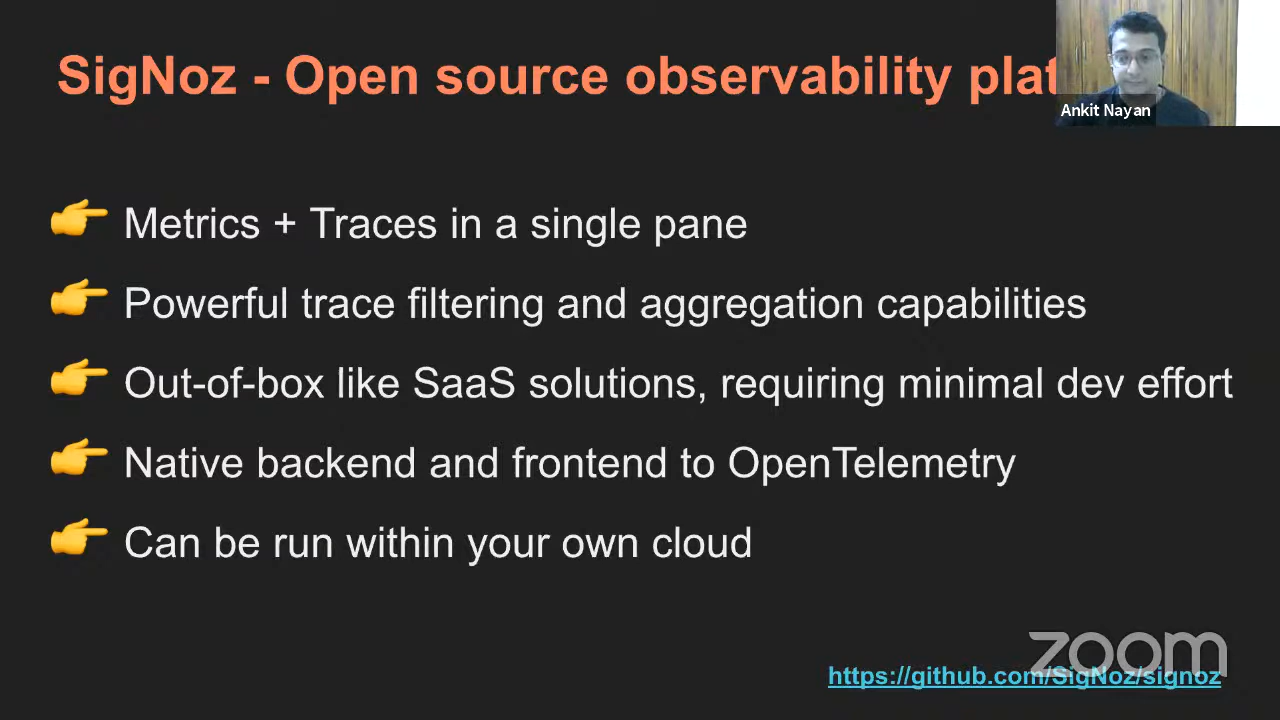 SigNoz - Open source observability plat
Ankit Nayan
Metrics + Traces in a single pane
Powerful trace filtering and aggregation capabilities
Out-of-box like SaaS solutions, requiring minimal dev effort
Native backend and frontend to OpenTelemetry
Can be run within your own cloud
zoom
https://github.com/SigNoz/signoz